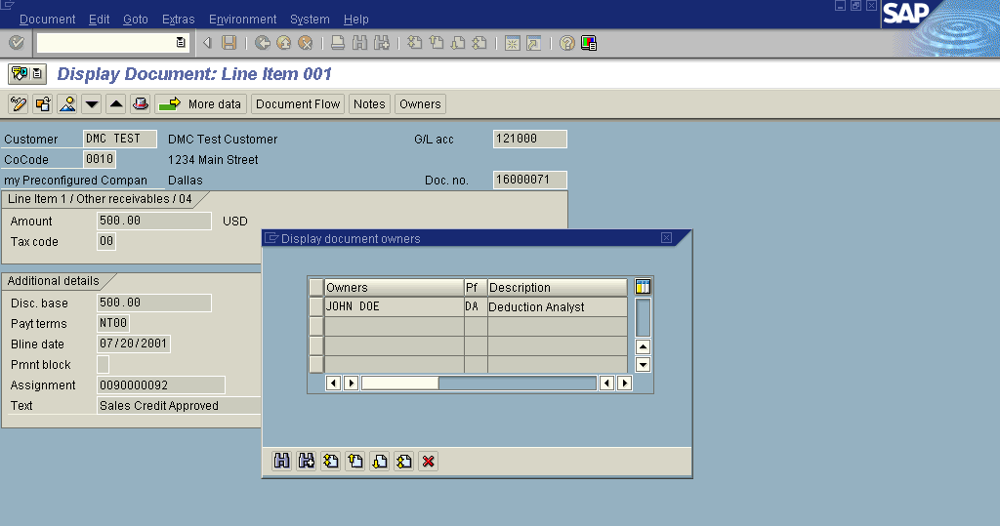 Document Edit Goto Extras Environment System Help
SAP
Display Document: Line Item 001
More data Document Flow Notes Owners
Customer DMC TEST DMC Test Customer G/L acc 121000
CoCode 0010 1234 Main Street
my Preconfigured Compan Dallas Doc. no. 16000071
Line Item 1 / Other receivables / 04
Amount 500.00 USD
Tax code 00
Additional details
Disc. base 500.00
Payt terms NT00
Bline date 07/20/2001
Pmnt block
Assignment 0090000092
Text Sales Credit Approved
Display document owners
Owners Pf Description
JOHN DOE DA Deduction Analyst